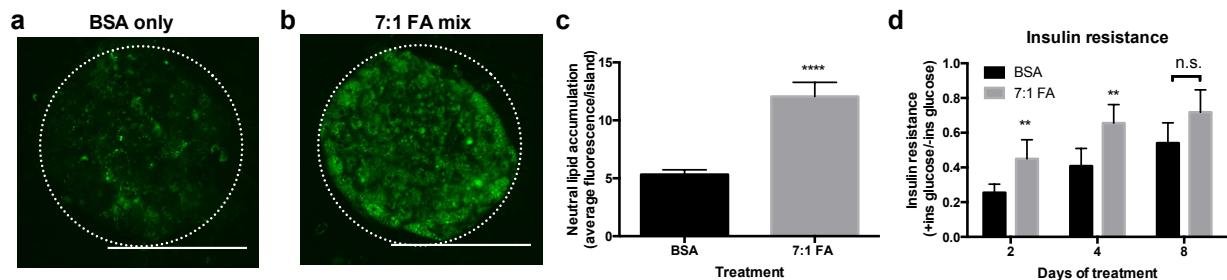 a
BSA only
b
7:1 FA mix
c
Neutral lipid accumulation
(average fluorescence/island)
15
10
5
0
****
BSA
7:1 FA
Treatment
d
Insulin resistance
Insulin resistance
(+ins glucose/-ins glucose)
1.0
0.8
0.6
0.4
0.2
0.0
BSA
7:1 FA
**
**
n.s.
2
4
8
Days of treatment